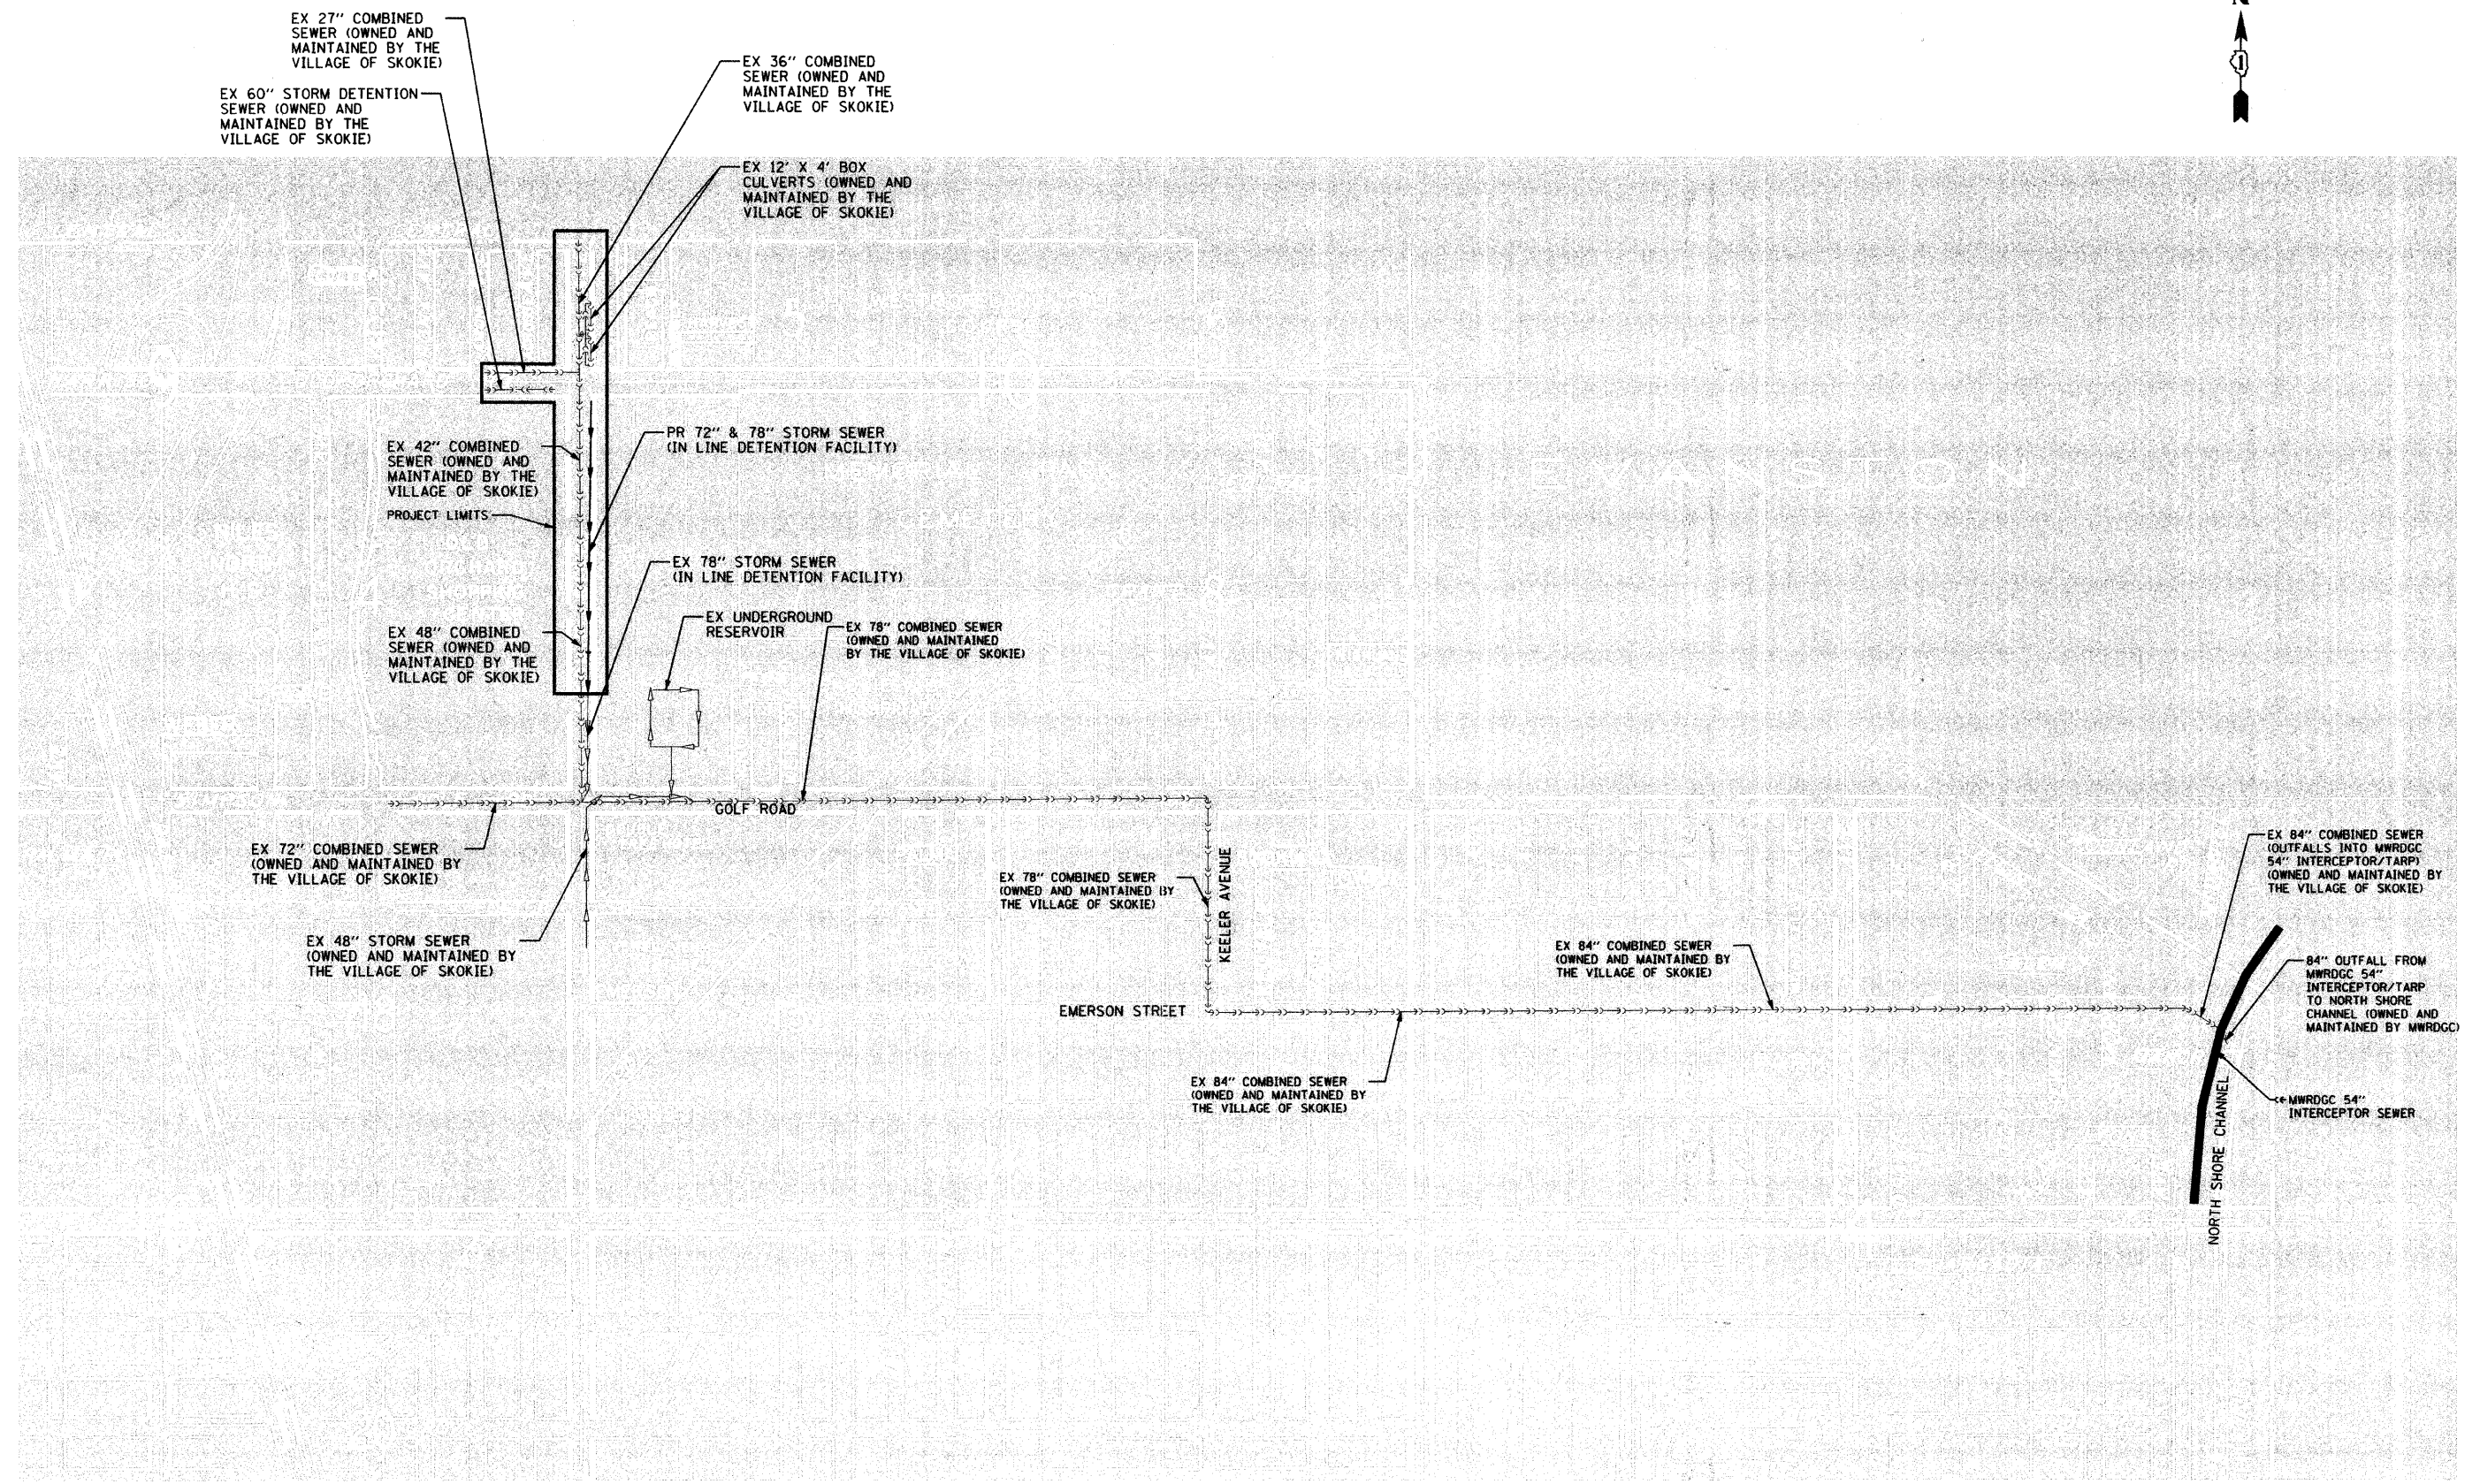 EX 27" COMBINED
SEWER (OWNED AND
MAINTAINED BY THE
VILLAGE OF SKOKIE)
N
1
EX 36" COMBINED
SEWER (OWNED AND
MAINTAINED BY THE
VILLAGE OF SKOKIE)
EX 60" STORM DETENTION
SEWER (OWNED AND
MAINTAINED BY THE
VILLAGE OF SKOKIE)
EX 12' X 4' BOX
CULVERTS (OWNED AND
MAINTAINED BY THE
VILLAGE OF SKOKIE)
PR 72" & 78" STORM SEWER
(IN LINE DETENTION FACILITY)
EX 42" COMBINED
SEWER (OWNED AND
MAINTAINED BY THE
VILLAGE OF SKOKIE)
EVANSTON
PROJECT LIMITS
EX 78" STORM SEWER
(IN LINE DETENTION FACILITY)
EX UNDERGROUND
RESERVOIR
EX 78" COMBINED SEWER
(OWNED AND MAINTAINED
BY THE VILLAGE OF SKOKIE)
EX 48" COMBINED
SEWER (OWNED AND
MAINTAINED BY THE
VILLAGE OF SKOKIE)
GOLF ROAD
EX 72" COMBINED SEWER
(OWNED AND MAINTAINED BY
THE VILLAGE OF SKOKIE)
EX 78" COMBINED SEWER
(OWNED AND MAINTAINED BY
THE VILLAGE OF SKOKIE)
KEELER AVENUE
EX 84" COMBINED SEWER
(OUTFALLS INTO MWRDGC
54" INTERCEPTOR/TARP)
(OWNED AND MAINTAINED BY
THE VILLAGE OF SKOKIE)
EX 48" STORM SEWER
(OWNED AND MAINTAINED BY
THE VILLAGE OF SKOKIE)
EX 84" COMBINED SEWER
(OWNED AND MAINTAINED BY
THE VILLAGE OF SKOKIE)
84" OUTFALL FROM
MWRDGC 54"
INTERCEPTOR/TARP
TO NORTH SHORE
CHANNEL (OWNED AND
MAINTAINED BY MWRDGC)
EMERSON STREET
EX 84" COMBINED SEWER
(OWNED AND MAINTAINED BY
THE VILLAGE OF SKOKIE)
MWRDGC 54"
INTERCEPTOR SEWER
NORTH SHORE CHANNEL